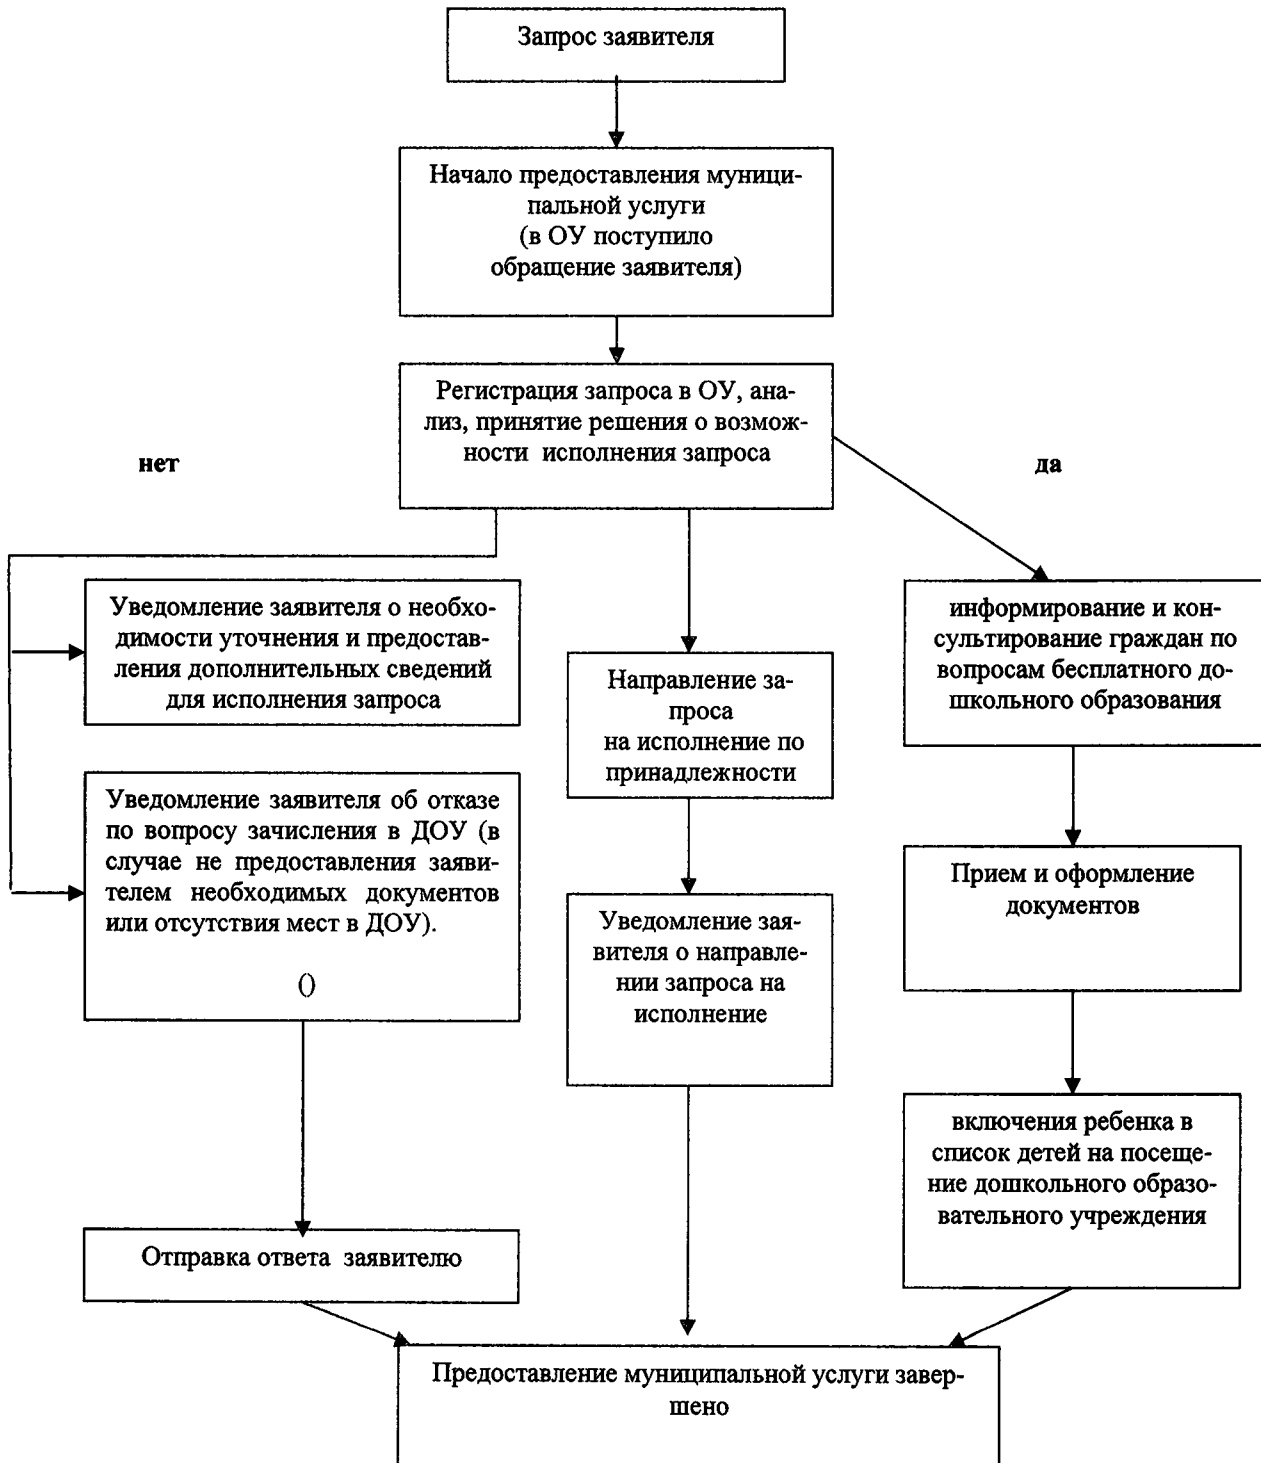 Запрос заявителя
Начало предоставления муници-
пальной услуги
(в ОУ поступило
обращение заявителя)
Регистрация запроса в ОУ, ана-
лиз, принятие решения о возмож-
ности исполнения запроса
нет
да
Уведомление заявителя о необхо-
димости уточнения и предостав-
ления дополнительных сведений
для исполнения запроса
Уведомление заявителя об отказе
по вопросу зачисления в ДОУ (в
случае не предоставления заяви-
телем необходимых документов
или отсутствия мест в ДОУ).
()
Отправка ответа заявителю
Направление за-
проса
на исполнение по
принадлежности
Уведомление зая-
вителя о направле-
нии запроса на
исполнение
информирование и кон-
сультирование граждан по
вопросам бесплатного до-
школьного образования
Прием и оформление
документов
включения ребенка в
список детей на посеще-
ние дошкольного образо-
вательного учреждения
Предоставление муниципальной услуги завер-
шено